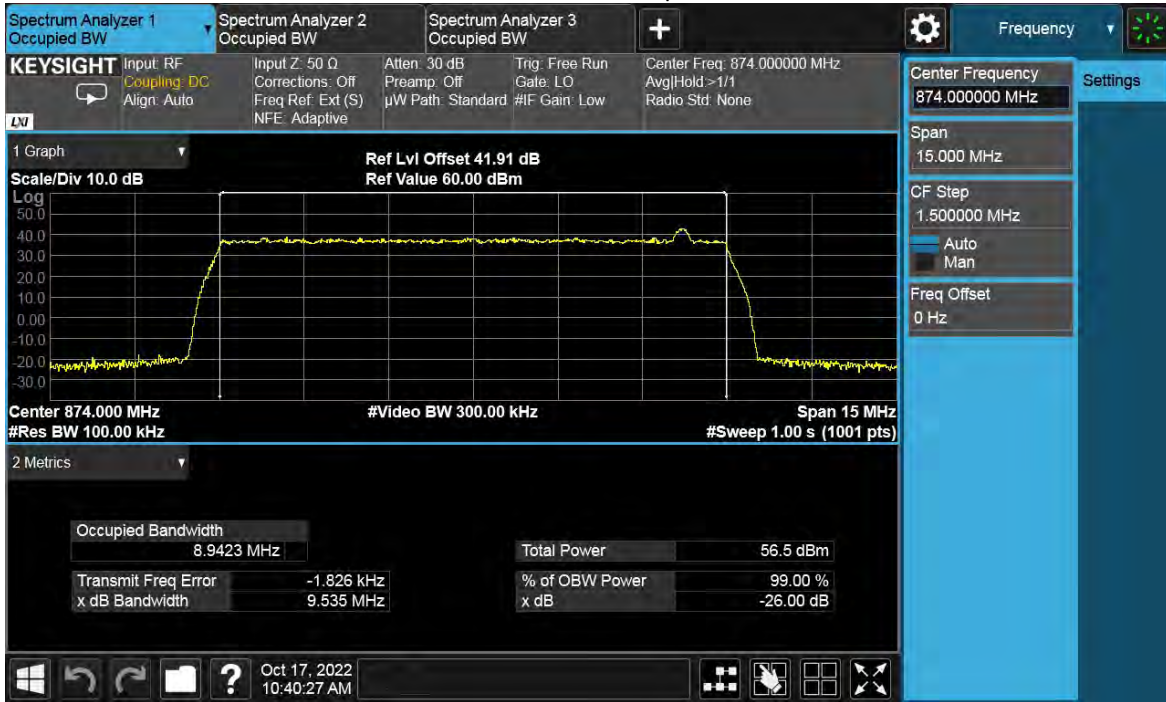 Spectrum Analyzer 1
Occupied BW
Spectrum Analyzer 2
Occupied BW
Spectrum Analyzer 3
Occupied BW
+
Frequency
KEYSIGHT
LXI
Input: RF
Coupling: DC
Align: Auto
Input Z: 50 Ω
Corrections: Off
Freq Ref: Ext (S)
NFE: Adaptive
Atten: 30 dB
Preamp: Off
µW Path: Standard
Trig: Free Run
Gate: LO
#IF Gain: Low
Center Freq: 874.000000 MHz
Avg|Hold:>1/1
Radio Std: None
1 Graph
Scale/Div 10.0 dB
Ref Lvl Offset 41.91 dB
Ref Value 60.00 dBm
Log
50.0
40.0
30.0
20.0
10.0
0.00
-10.0
-20.0
-30.0
Center 874.000 MHz
#Res BW 100.00 kHz
#Video BW 300.00 kHz
Span 15 MHz
#Sweep 1.00 s (1001 pts)
2 Metrics
Occupied Bandwidth
8.9423 MHz
Total Power 56.5 dBm
Transmit Freq Error -1.826 kHz
% of OBW Power 99.00 %
x dB Bandwidth 9.535 MHz
x dB -26.00 dB
?
Oct 17, 2022
10:40:27 AM
Center Frequency
874.000000 MHz
Settings
Span
15.000 MHz
CF Step
1.500000 MHz
Auto
Man
Freq Offset
0 Hz